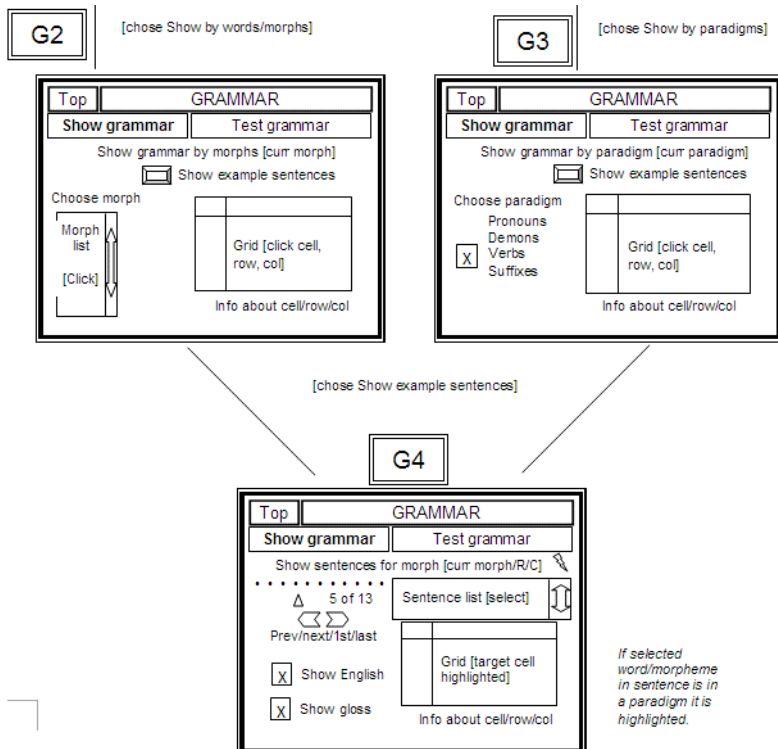 G2
[chose Show by words/morphs]
Top GRAMMAR
Show grammar Test grammar
Show grammar by morphs [curr morph]
Show example sentences
Choose morph
Morph
list
[Click]
Grid [click cell,
row, col]
Info about cell/row/col
G3
[chose Show by paradigms]
Top GRAMMAR
Show grammar Test grammar
Show grammar by paradigm [curr paradigm]
Show example sentences
Choose paradigm
Pronouns
Demons
X Verbs
Suffixes
Grid [click cell,
row, col]
Info about cell/row/col
[chose Show example sentences]
G4
Top GRAMMAR
Show grammar Test grammar
Show sentences for morph [curr morph/R/C]
5 of 13
Prev/next/1st/last
X Show English
X Show gloss
Sentence list [select]
Grid [target cell
highlighted]
Info about cell/row/col
If selected
word/morpheme
in sentence is in
a paradigm it is
highlighted.